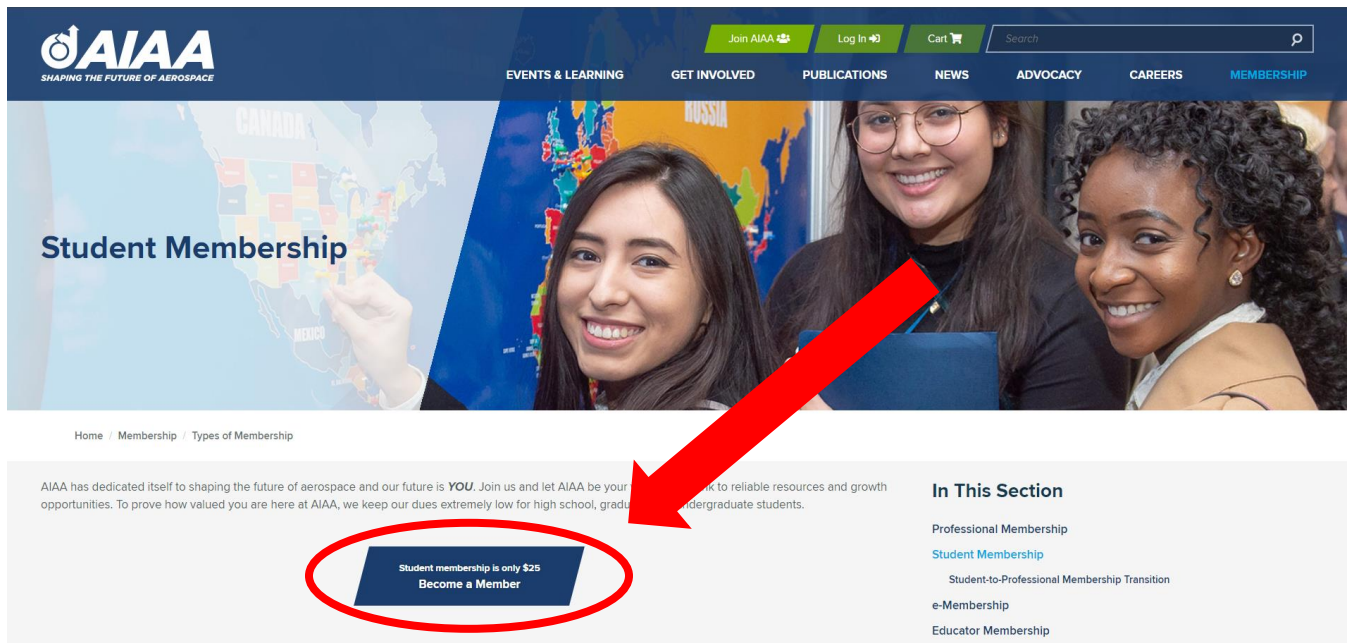 AIAA
SHAPING THE FUTURE OF AEROSPACE
Join AIAA
Log In
Cart
Search
EVENTS & LEARNING
GET INVOLVED
PUBLICATIONS
NEWS
ADVOCACY
CAREERS
MEMBERSHIP
CANADA
RUSSIA
MEXICO
Student Membership
Home / Membership / Types of Membership
AIAA has dedicated itself to shaping the future of aerospace and our future is YOU. Join us and let AIAA be your to reliable resources and growth
opportunities. To prove how valued you are here at AIAA, we keep our dues extremely low for high school, students.
Student membership is only $25
Become a Member
In This Section
Professional Membership
Student Membership
Student-to-Professional Membership Transition
e-Membership
Educator Membership